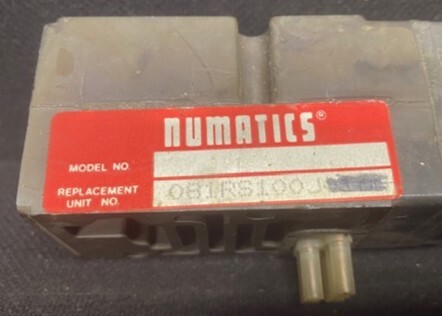 NUMATICS®
MODEL NO.
REPLACEMENT 081RS100J
UNIT NO.